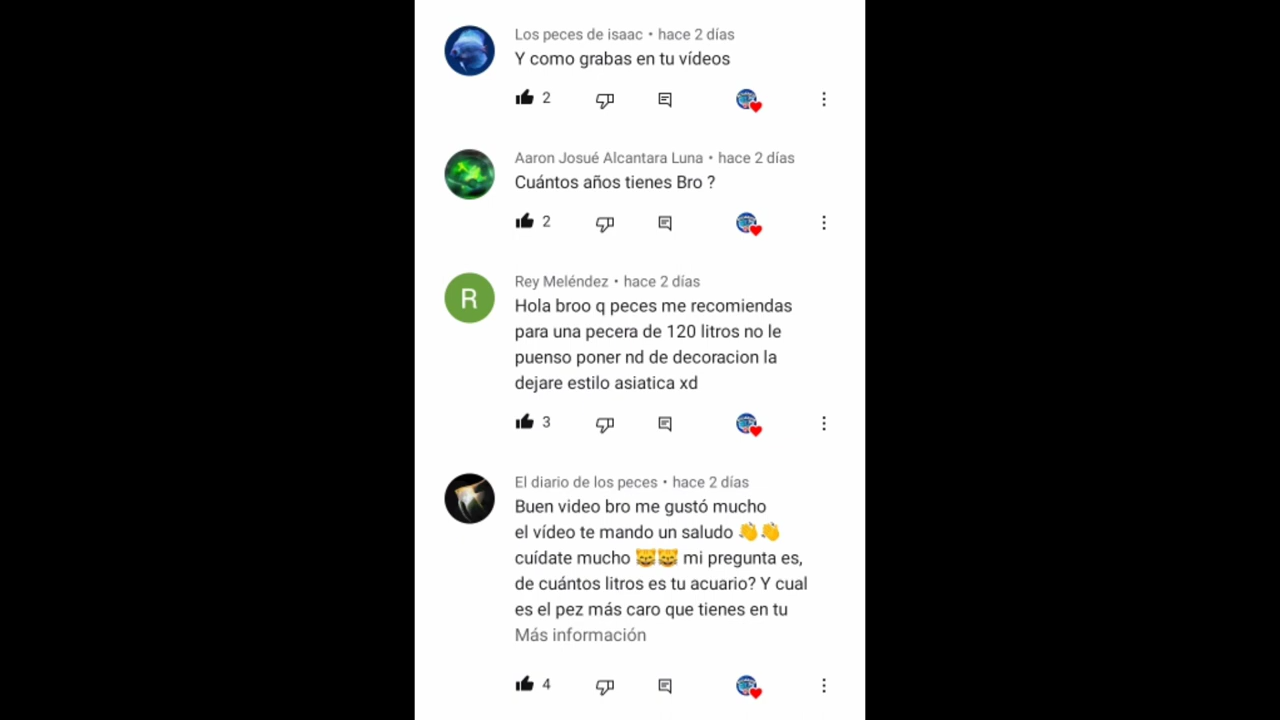 Los peces de isaac • hace 2 días
Y como grabas en tu vídeos
2
Aaron Josué Alcantara Luna • hace 2 días
Cuántos años tienes Bro ?
2
R
Rey Meléndez • hace 2 días
Hola broo q peces me recomiendas
para una pecera de 120 litros no le
puenso poner nd de decoracion la
dejare estilo asiatica xd
3
El diario de los peces • hace 2 días
Buen video bro me gustó mucho
el vídeo te mando un saludo 👏👏
cuídate mucho 😸😸 mi pregunta es,
de cuántos litros es tu acuario? Y cual
es el pez más caro que tienes en tu
Más información
4